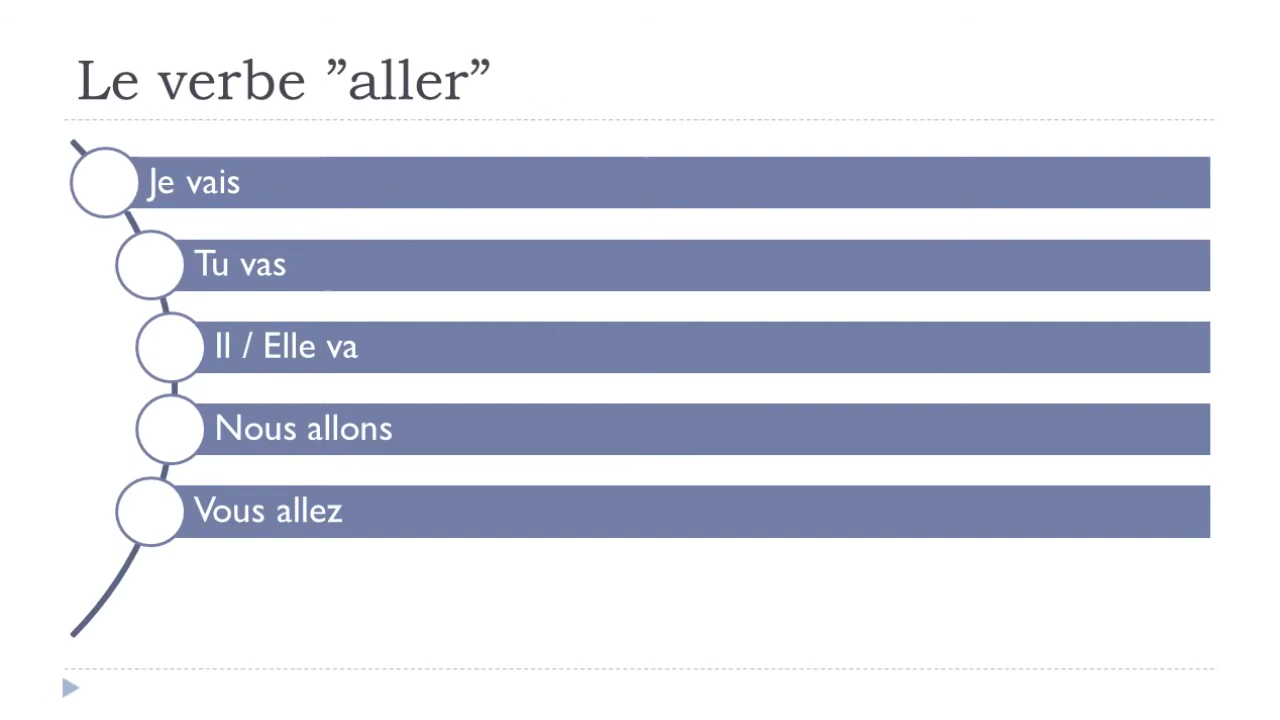 Le verbe ”aller”
Je vais
Tu vas
Il / Elle va
Nous allons
Vous allez